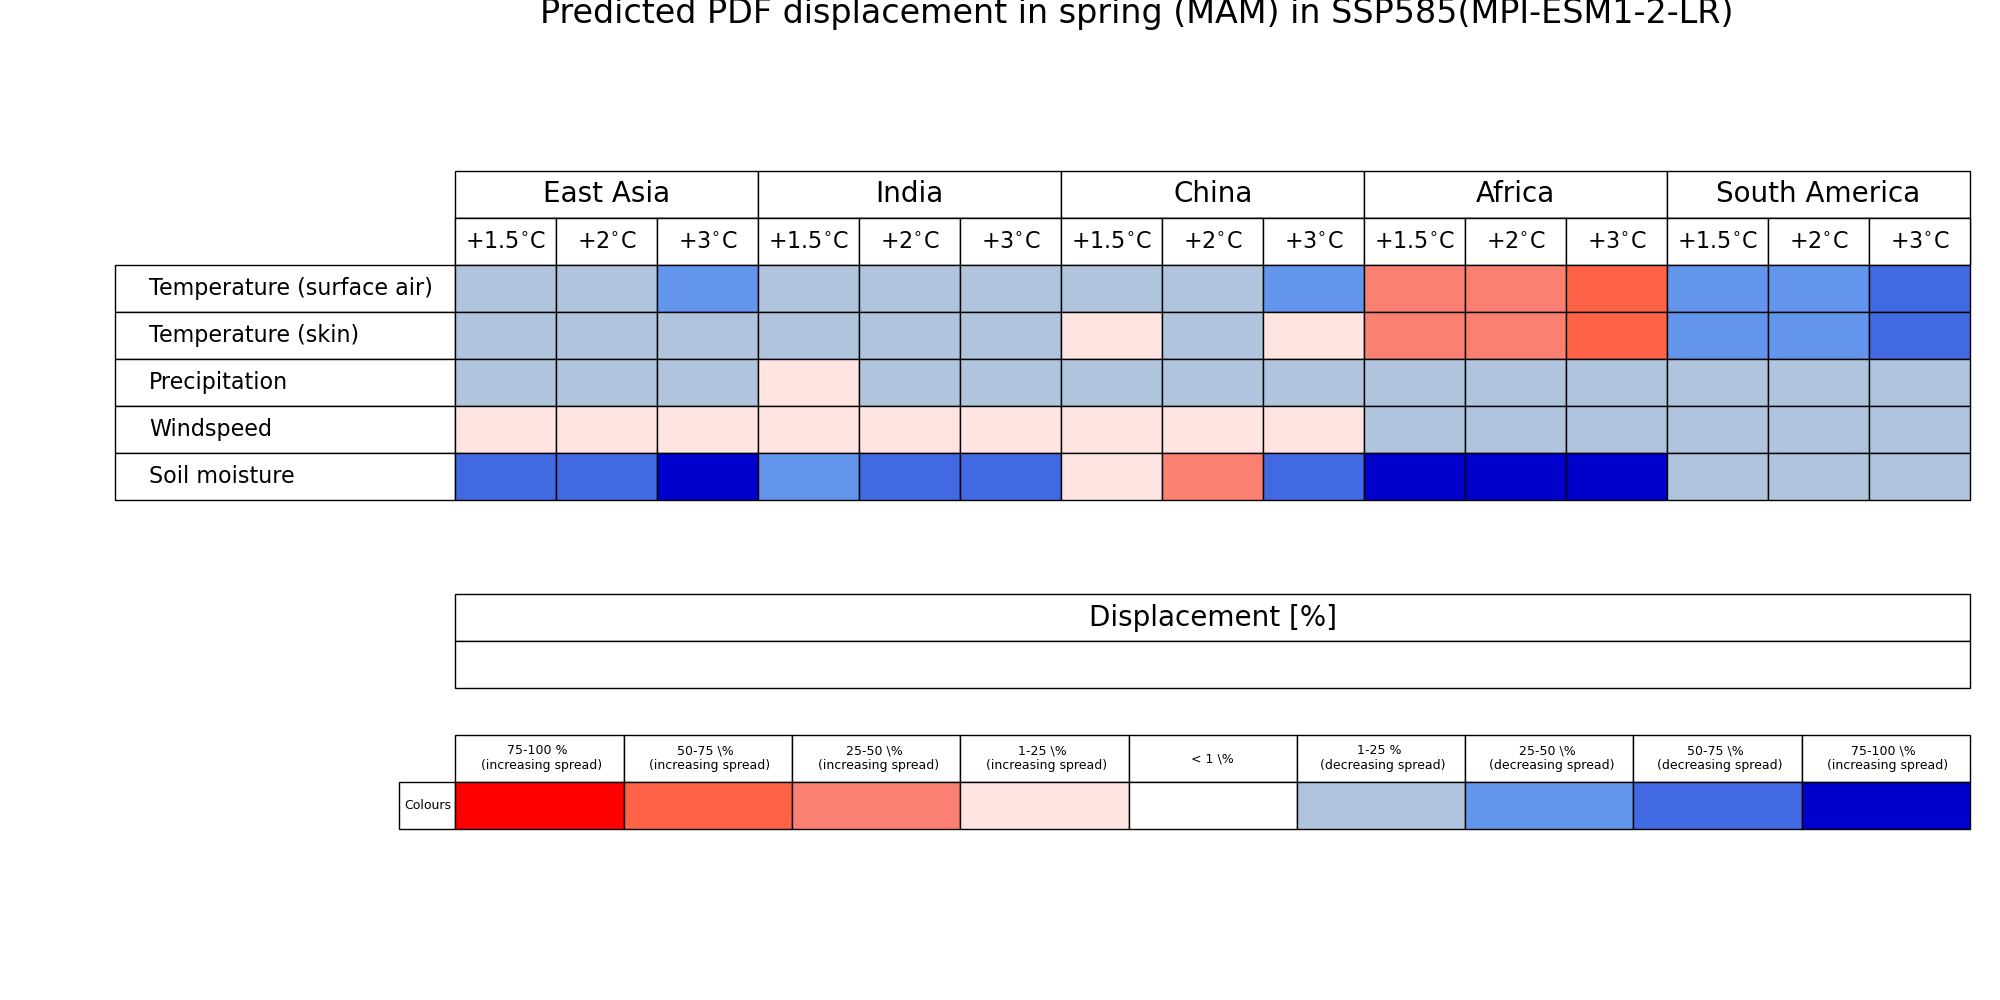 Predicted PDF displacement in spring (MAM) in SSP585(MPI-ESM1-2-LR)
East Asia India China Africa South America
+1.5°C +2°C +3°C +1.5°C +2°C +3°C +1.5°C +2°C +3°C +1.5°C +2°C +3°C +1.5°C +2°C +3°C
Temperature (surface air)
Temperature (skin)
Precipitation
Windspeed
Soil moisture
Displacement [%]
75-100 % 50-75 \% 25-50 \% 1-25 \% < 1 \% 1-25 % 25-50 \% 50-75 \% 75-100 \%
(increasing spread) (increasing spread) (increasing spread) (increasing spread) (decreasing spread) (decreasing spread) (decreasing spread) (increasing spread)
Colours